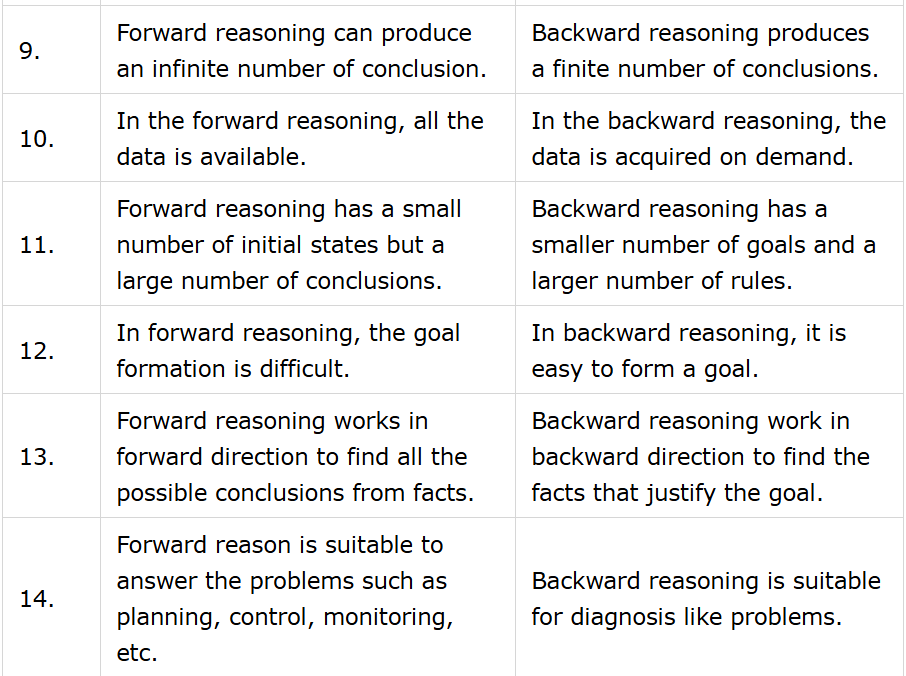 9.
Forward reasoning can produce
an infinite number of conclusion.
Backward reasoning produces
a finite number of conclusions.
10.
In the forward reasoning, all the
data is available.
In the backward reasoning, the
data is acquired on demand.
11.
Forward reasoning has a small
number of initial states but a
large number of conclusions.
Backward reasoning has a
smaller number of goals and a
larger number of rules.
12.
In forward reasoning, the goal
formation is difficult.
In backward reasoning, it is
easy to form a goal.
13.
Forward reasoning works in
forward direction to find all the
possible conclusions from facts.
Backward reasoning work in
backward direction to find the
facts that justify the goal.
14.
Forward reason is suitable to
answer the problems such as
planning, control, monitoring,
etc.
Backward reasoning is suitable
for diagnosis like problems.